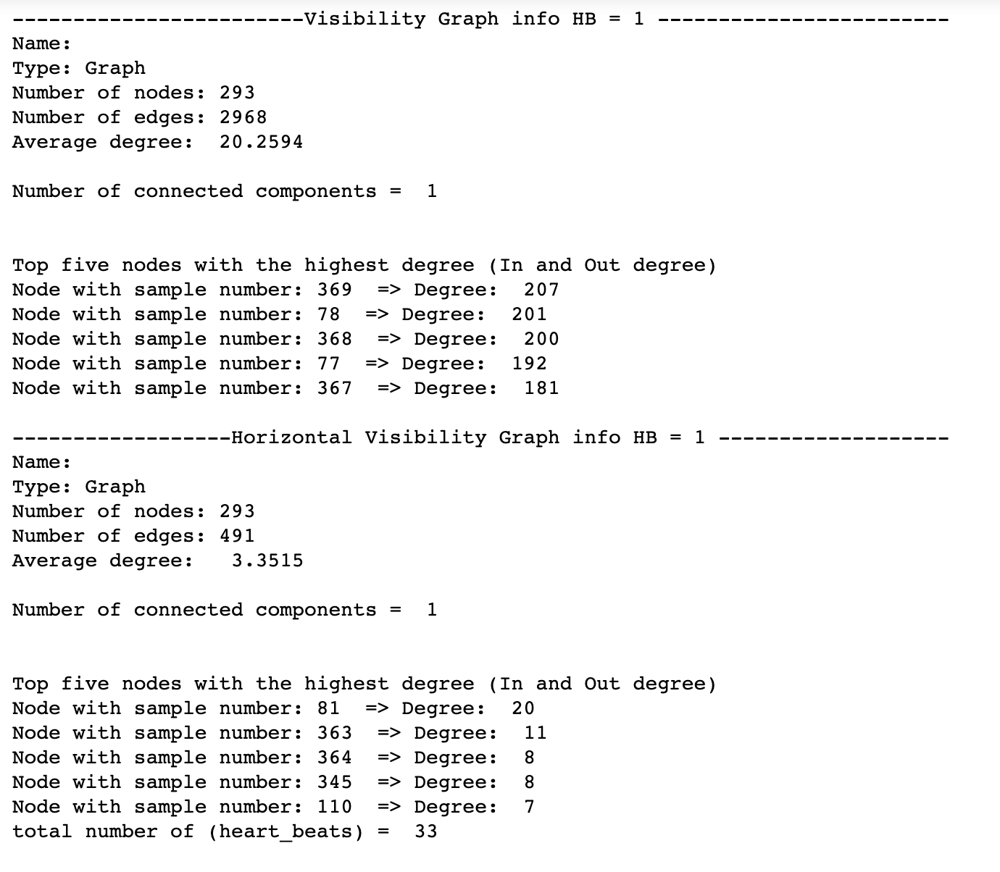 ------------------------Visibility Graph info HB = 1 ------------------------
Name:
Type: Graph
Number of nodes: 293
Number of edges: 2968
Average degree:  20.2594
Number of connected components =  1
Top five nodes with the highest degree (In and Out degree)
Node with sample number: 369  => Degree:  207
Node with sample number: 78  => Degree:  201
Node with sample number: 368  => Degree:  200
Node with sample number: 77  => Degree:  192
Node with sample number: 367  => Degree:  181
------------------Horizontal Visibility Graph info HB = 1 -------------------
Name:
Type: Graph
Number of nodes: 293
Number of edges: 491
Average degree:   3.3515
Number of connected components =  1
Top five nodes with the highest degree (In and Out degree)
Node with sample number: 81  => Degree:  20
Node with sample number: 363  => Degree:  11
Node with sample number: 364  => Degree:  8
Node with sample number: 345  => Degree:  8
Node with sample number: 110  => Degree:  7
total number of (heart_beats) =  33